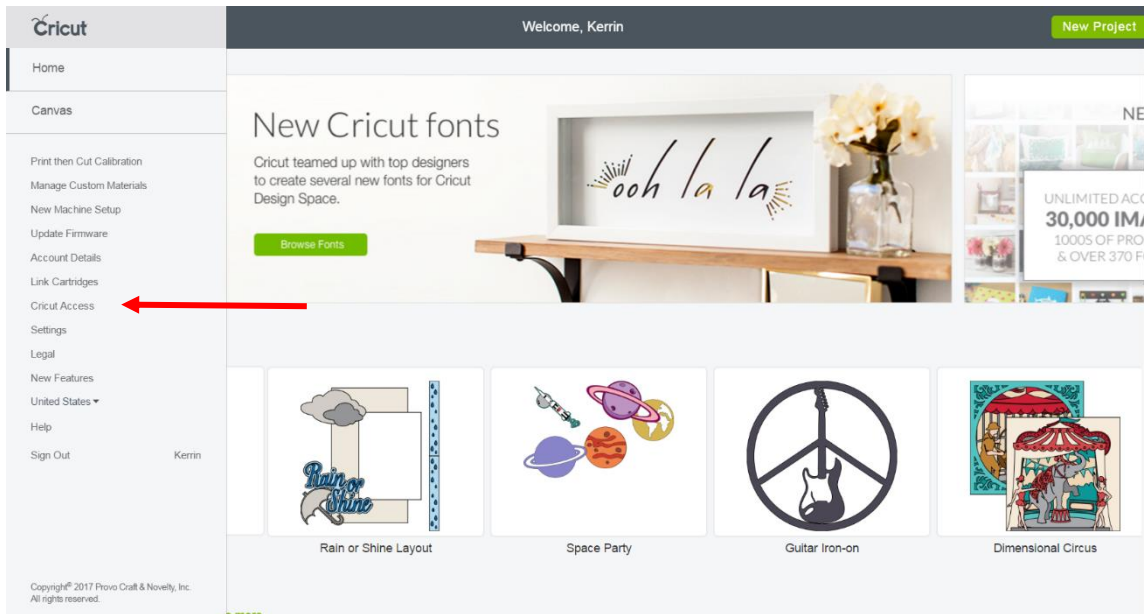 Cricut
Welcome, Kerrin
New Project
Home
Canvas
Print then Cut Calibration
Manage Custom Materials
New Machine Setup
Update Firmware
Account Details
Link Cartridges
Cricut Access
Settings
Legal
New Features
United States
Help
Sign Out Kerrin
Copyright® 2017 Provo Craft & Novelty, Inc.
All rights reserved.
New Cricut fonts
Cricut teamed up with top designers
to create several new fonts for Cricut
Design Space.
Browse Fonts
ooh la la
NE
UNLIMITED ACC
30,000 IMA
1000S OF PRO
& OVER 370 F
Rain or
Shine
Rain or Shine Layout
Space Party
Guitar Iron-on
Dimensional Circus